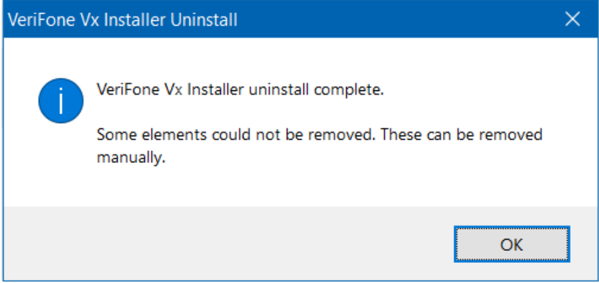 VeriFone Vx Installer Uninstall
VeriFone Vx Installer uninstall complete.
Some elements could not be removed. These can be removed
manually.
OK